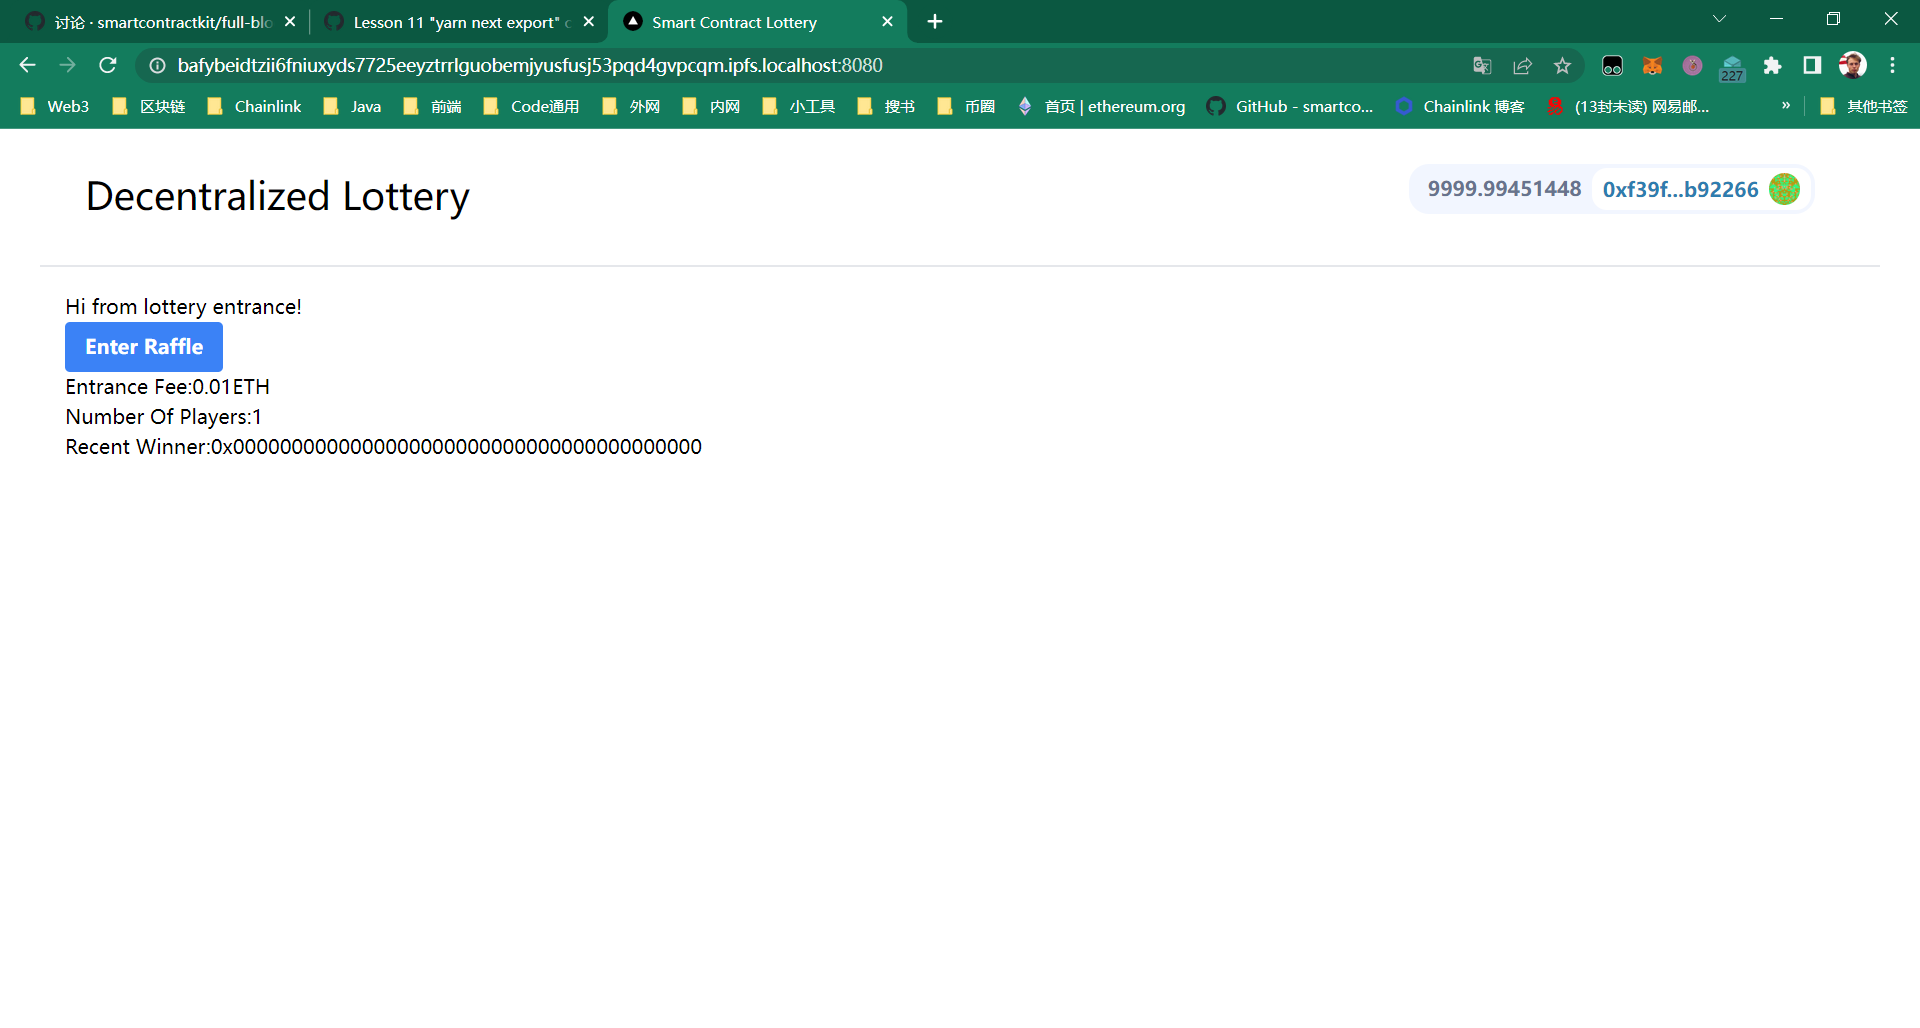 讨论 · smartcontractkit/full-blo
Lesson 11 "yarn next export" c
Smart Contract Lottery
bafybeidtzii6fniuxyds7725eeyztrrlguobemjyusfusj53pqd4gvpcqm.ipfs.localhost:8080
227
Web3
区块链
Chainlink
Java
前端
Code通用
外网
内网
小工具
搜书
币圈
首页 | ethereum.org
GitHub - smartco...
Chainlink 博客
(13封未读) 网易邮...
»
其他书签
Decentralized Lottery
9999.99451448
0xf39f...b92266
Hi from lottery entrance!
Enter Raffle
Entrance Fee:0.01ETH
Number Of Players:1
Recent Winner:0x0000000000000000000000000000000000000000